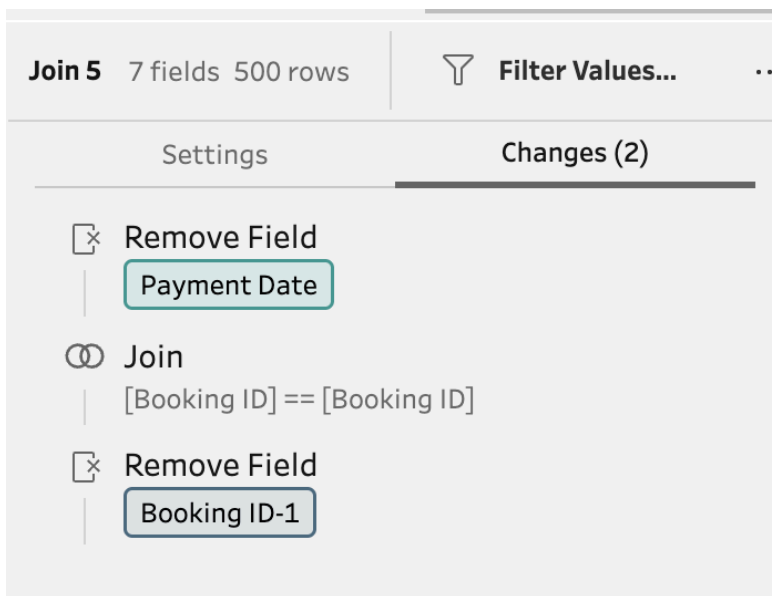 Join 5 7 fields 500 rows Filter Values...
Settings Changes (2)
Remove Field
Payment Date
Join
[Booking ID] == [Booking ID]
Remove Field
Booking ID-1